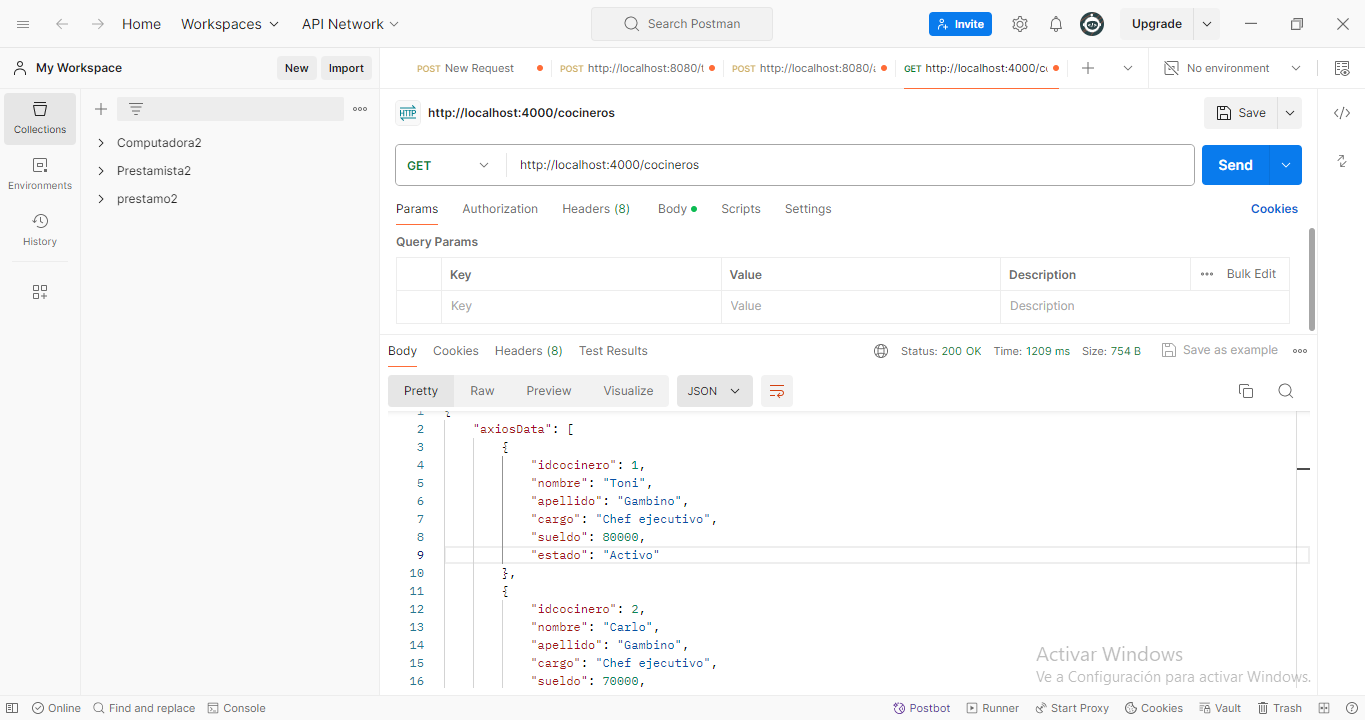 Home Workspaces API Network Search Postman Invite Upgrade
My Workspace New Import POST New Request POST http://localhost:8080/ POST http://localhost:8080/ GET http://localhost:4000/c No environment
Collections
Environments
History
Computadora2
Prestamista2
prestamo2
HTTP http://localhost:4000/cocineros Save
GET http://localhost:4000/cocineros Send
Params Authorization Headers (8) Body Scripts Settings Cookies
Query Params
Key Value Description Bulk Edit
Key Value Description
Body Cookies Headers (8) Test Results Status: 200 OK Time: 1209 ms Size: 754 B Save as example
Pretty Raw Preview Visualize JSON
1 {
2 "axiosData": [
3 {
4 "idcocinero": 1,
5 "nombre": "Toni",
6 "apellido": "Gambino",
7 "cargo": "Chef ejecutivo",
8 "sueldo": 80000,
9 "estado": "Activo"
10 },
11 {
12 "idcocinero": 2,
13 "nombre": "Carlo",
14 "apellido": "Gambino",
15 "cargo": "Chef ejecutivo",
16 "sueldo": 70000,
Activar Windows
Ve a Configuración para activar Windows.
Online Find and replace Console Postbot Runner Start Proxy Cookies Vault Trash